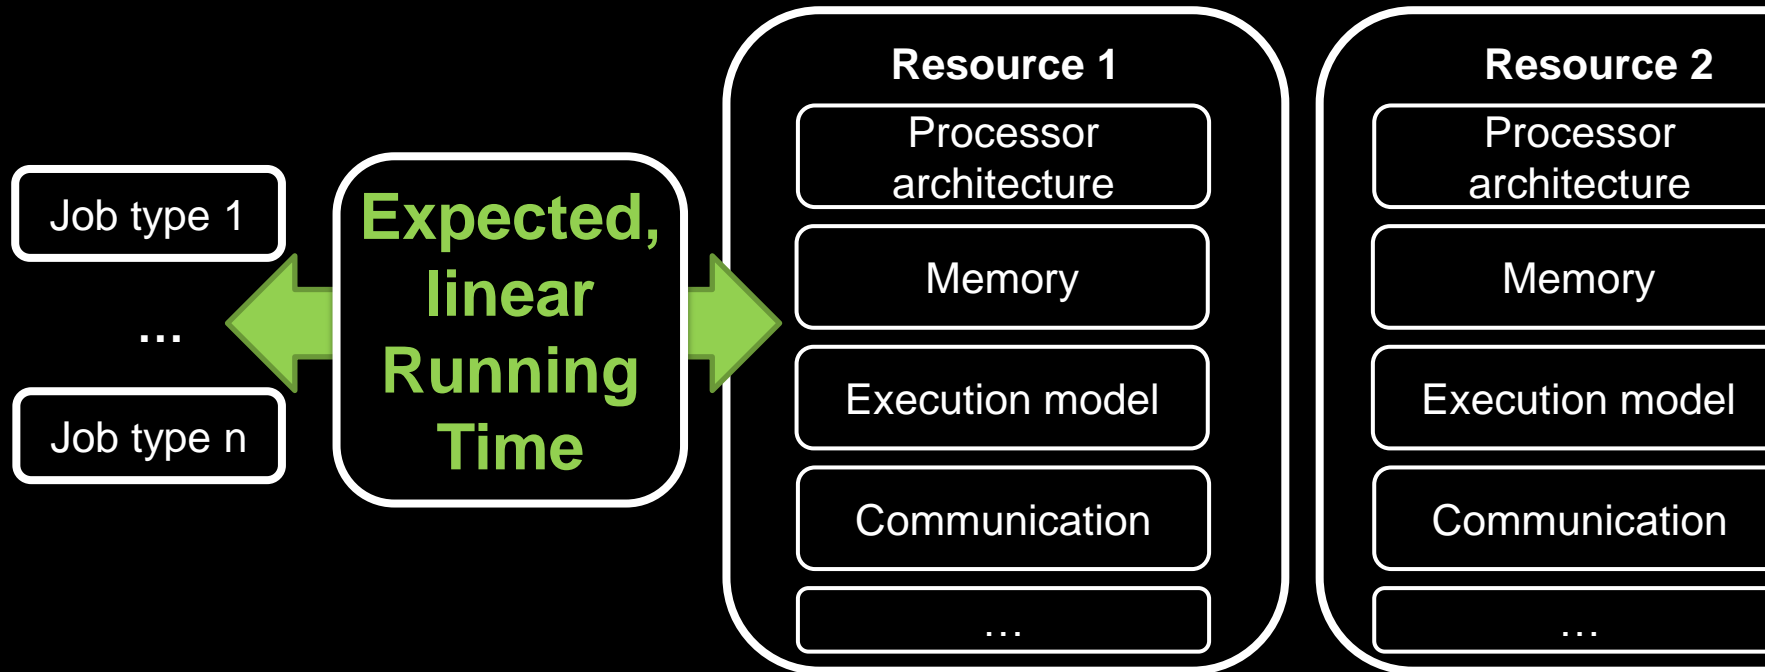 Job type 1
...
Job type n
Expected,
linear
Running
Time
Resource 1
Processor
architecture
Memory
Execution model
Communication
...
Resource 2
Processor
architecture
Memory
Execution model
Communication
...